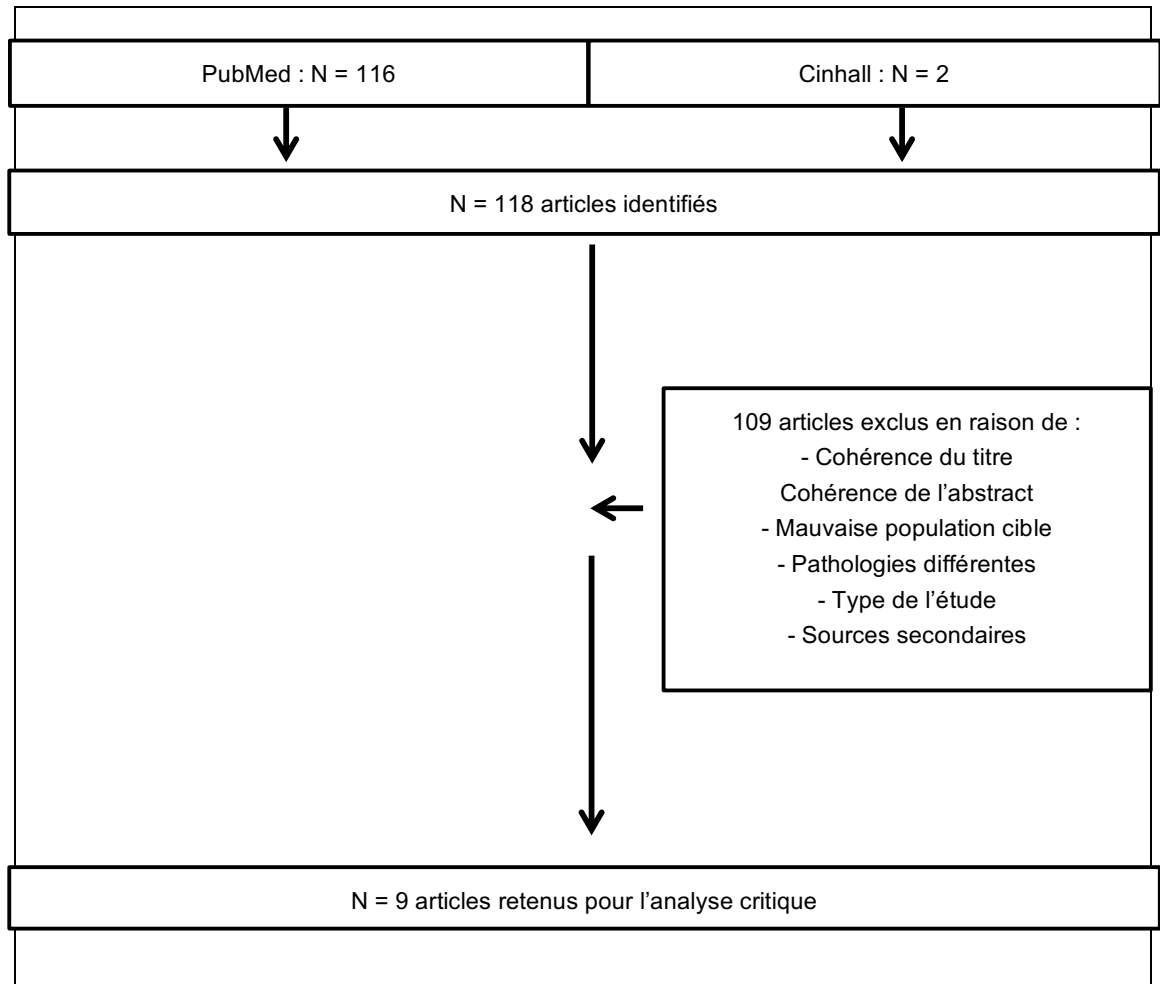 PubMed : N = 116
Cinhall : N = 2
N = 118 articles identifiés
109 articles exclus en raison de :
- Cohérence du titre
Cohérence de l’abstract
- Mauvaise population cible
- Pathologies différentes
- Type de l’étude
- Sources secondaires
N = 9 articles retenus pour l’analyse critique